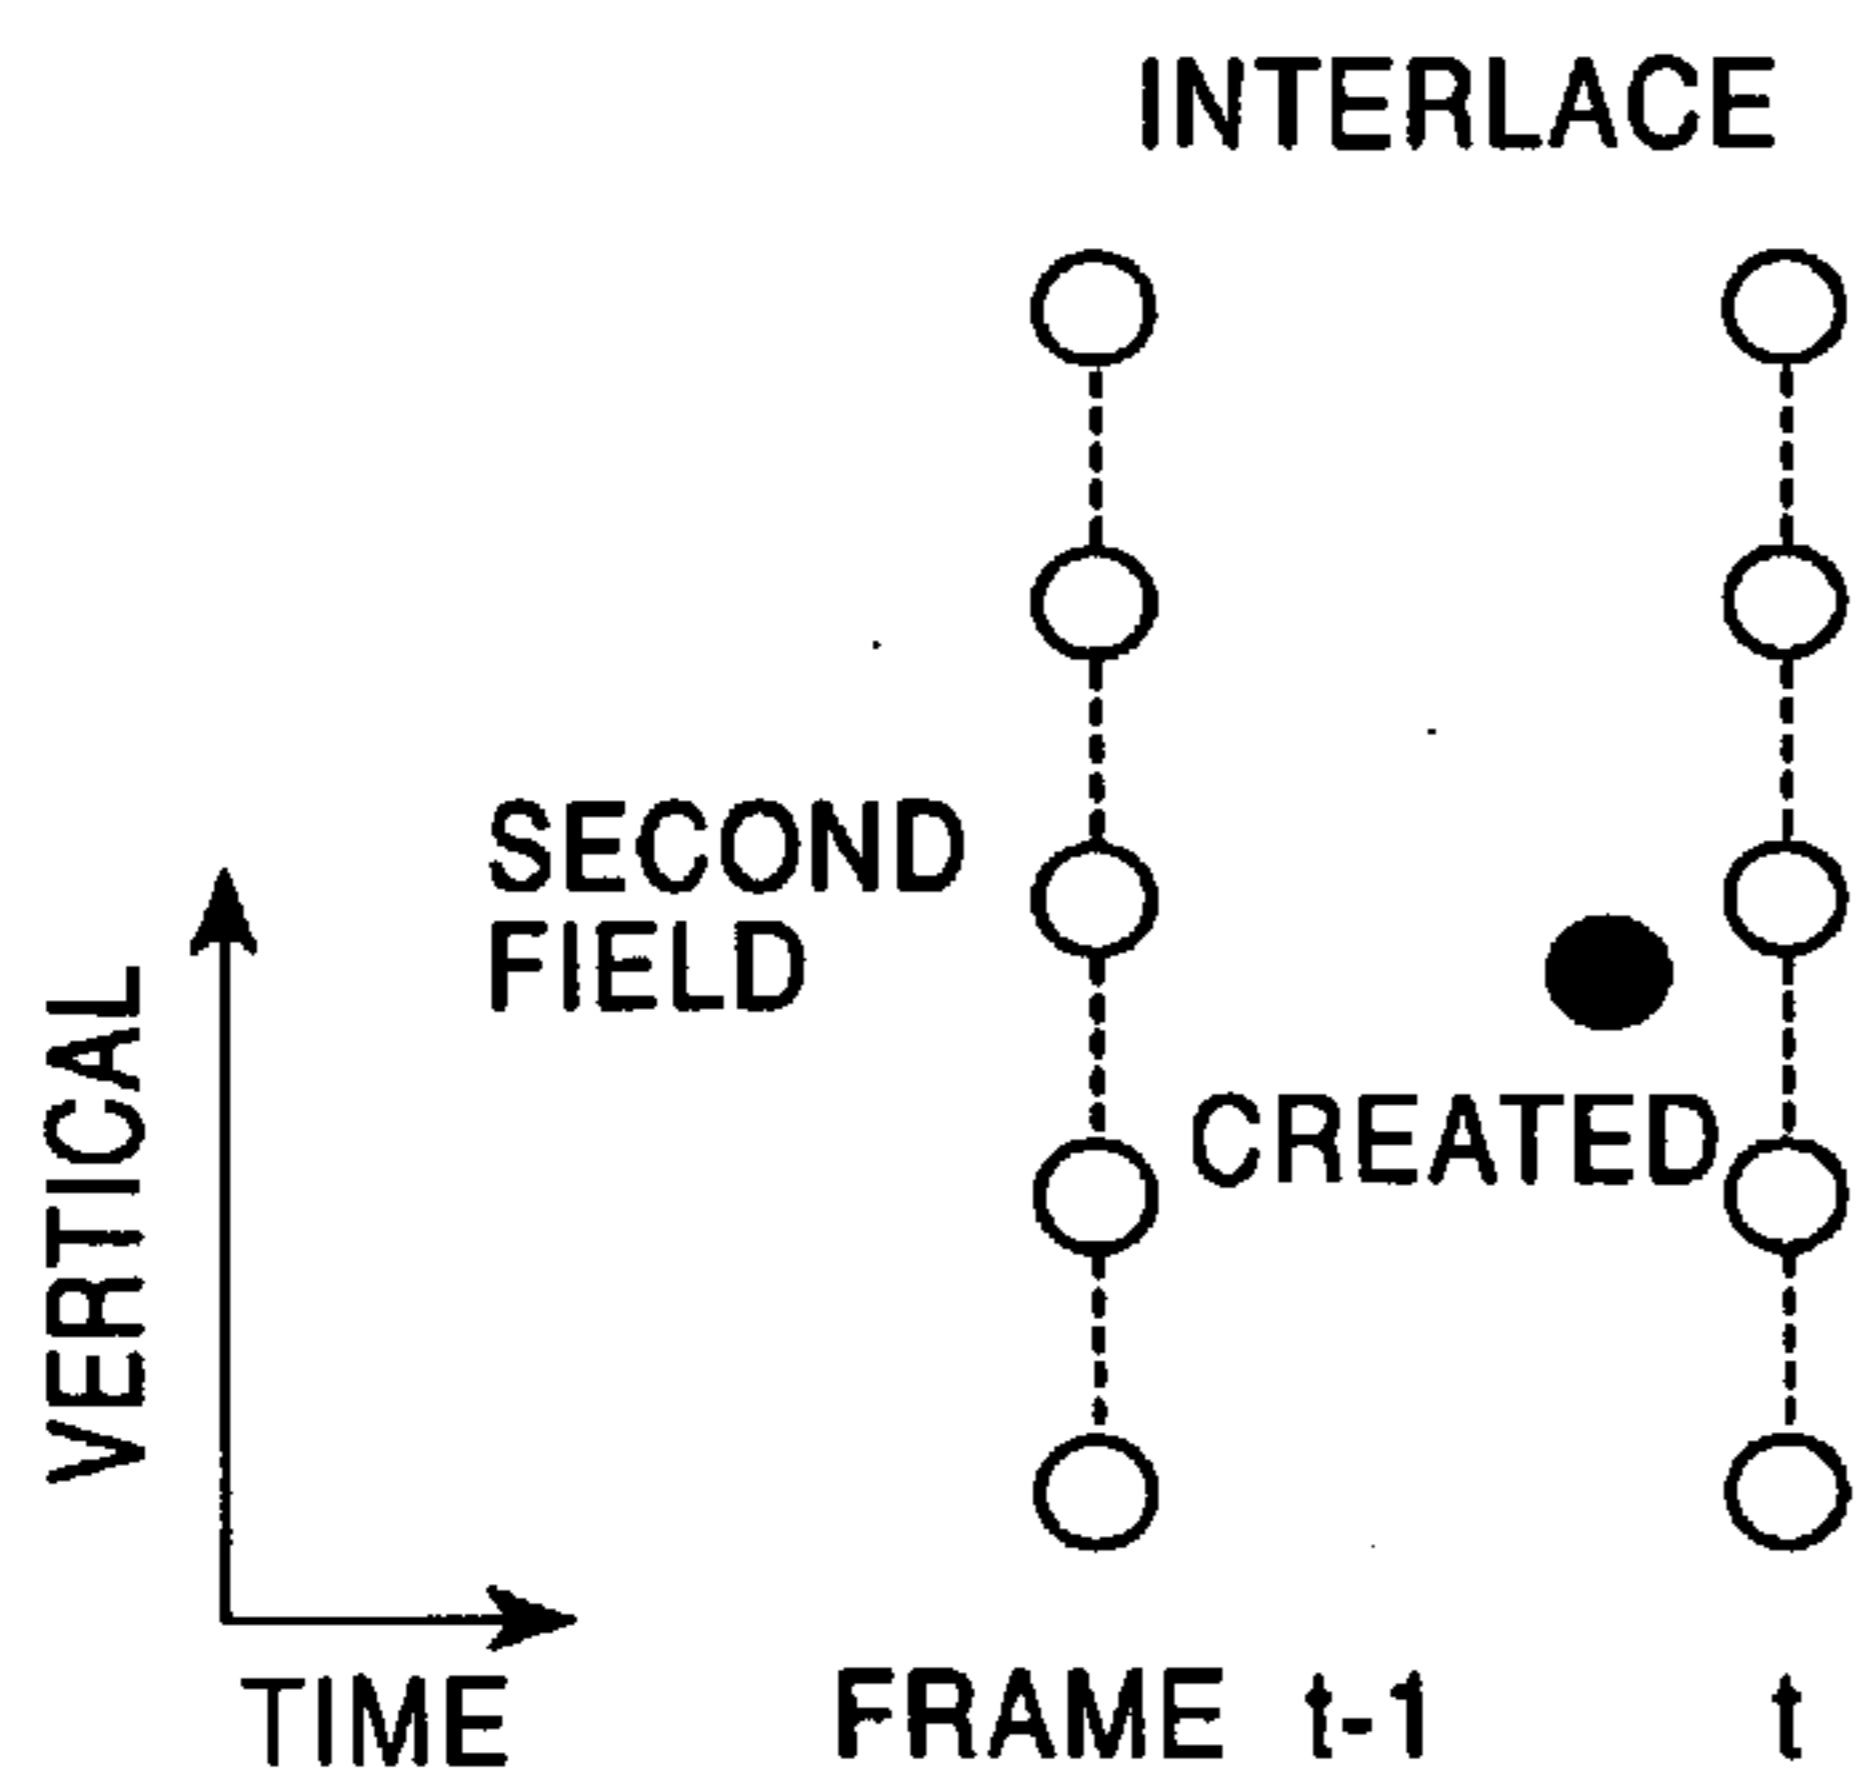 INTERLACE
SECOND
FIELD
CREATED
VERTICAL
TIME
FRAME t-1 t